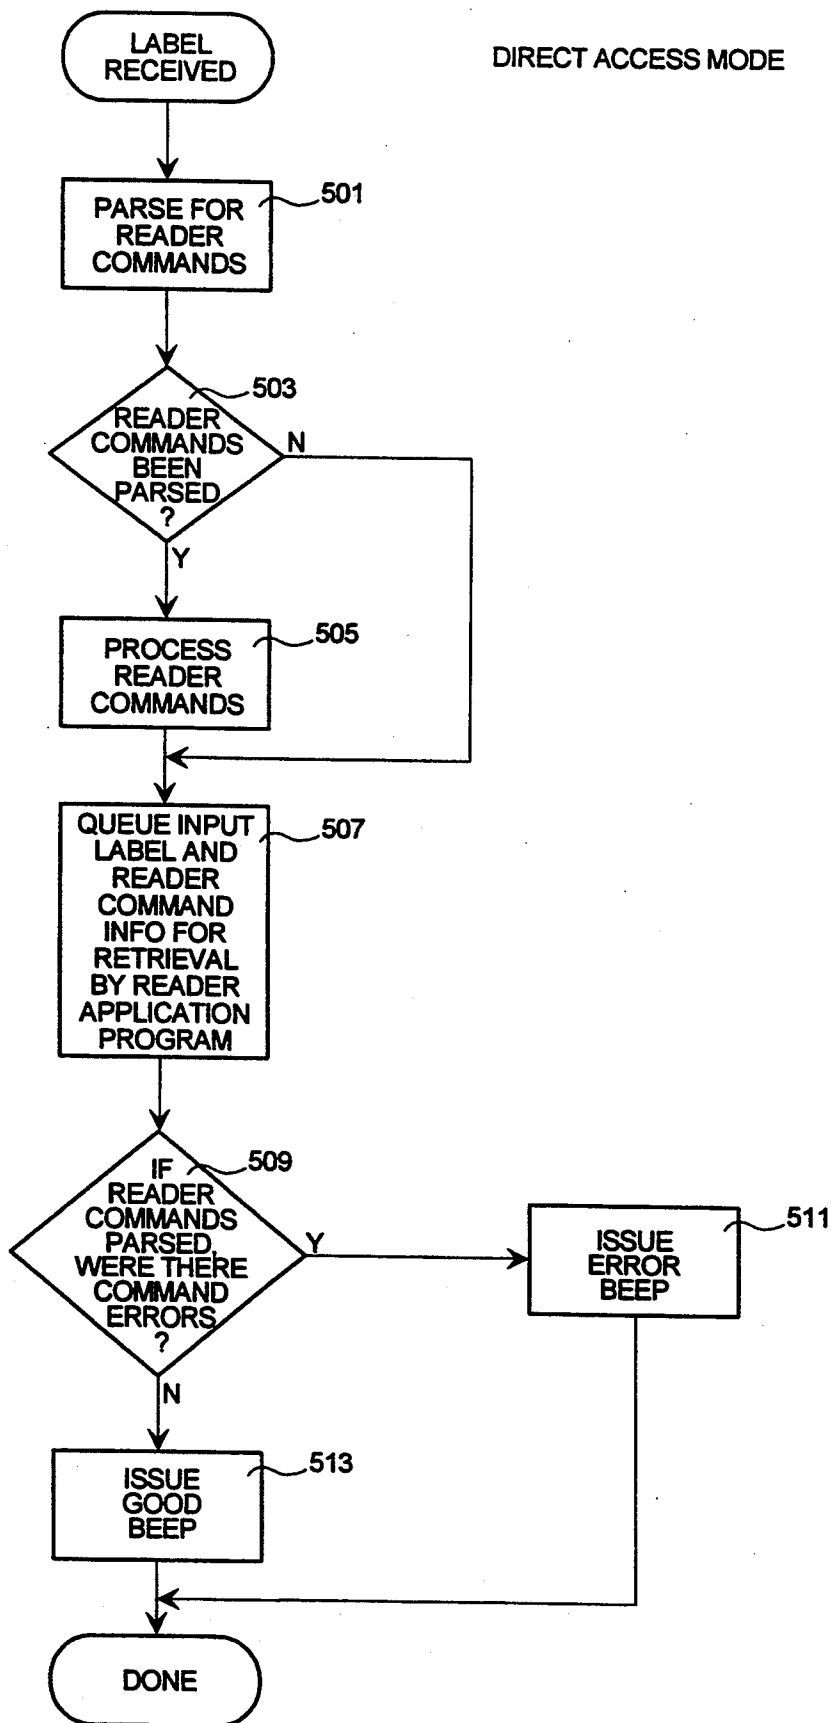 LABEL
RECEIVED
DIRECT ACCESS MODE
501
PARSE FOR
READER
COMMANDS
503
READER
COMMANDS
BEEN
PARSED
?
N
Y
505
PROCESS
READER
COMMANDS
507
QUEUE INPUT
LABEL AND
READER
COMMAND
INFO FOR
RETRIEVAL
BY READER
APPLICATION
PROGRAM
509
IF
READER
COMMANDS
PARSED,
WERE THERE
COMMAND
ERRORS
?
Y
N
511
ISSUE
ERROR
BEEP
513
ISSUE
GOOD
BEEP
DONE